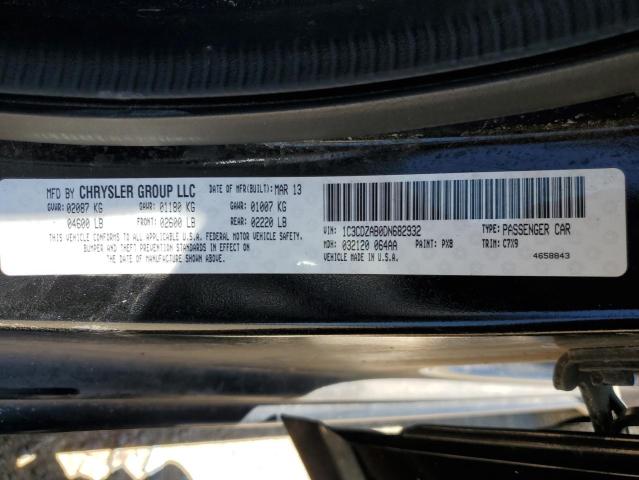 MFD BY CHRYSLER GROUP LLC DATE OF MFR(BUILT): MAR 13
GVWR: 02087 KG GAWR: 01180 KG GAWR: 01007 KG
04600 LB FRONT: 02600 LB REAR: 02220 LB
THIS VEHICLE CONFORMS TO ALL APPLICABLE U.S.A. FEDERAL MOTOR VEHICLE SAFETY,
BUMPER AND THEFT PREVENTION STANDARDS IN EFFECT ON
THE DATE OF MANUFACTURE SHOWN ABOVE.
VIN: 1C3CDZAB0DN682932 TYPE: PASSENGER CAR
MDH: 032120 064AA PAINT: PX8 TRIM: C7X9
VEHICLE MADE IN U.S.A. 4658843